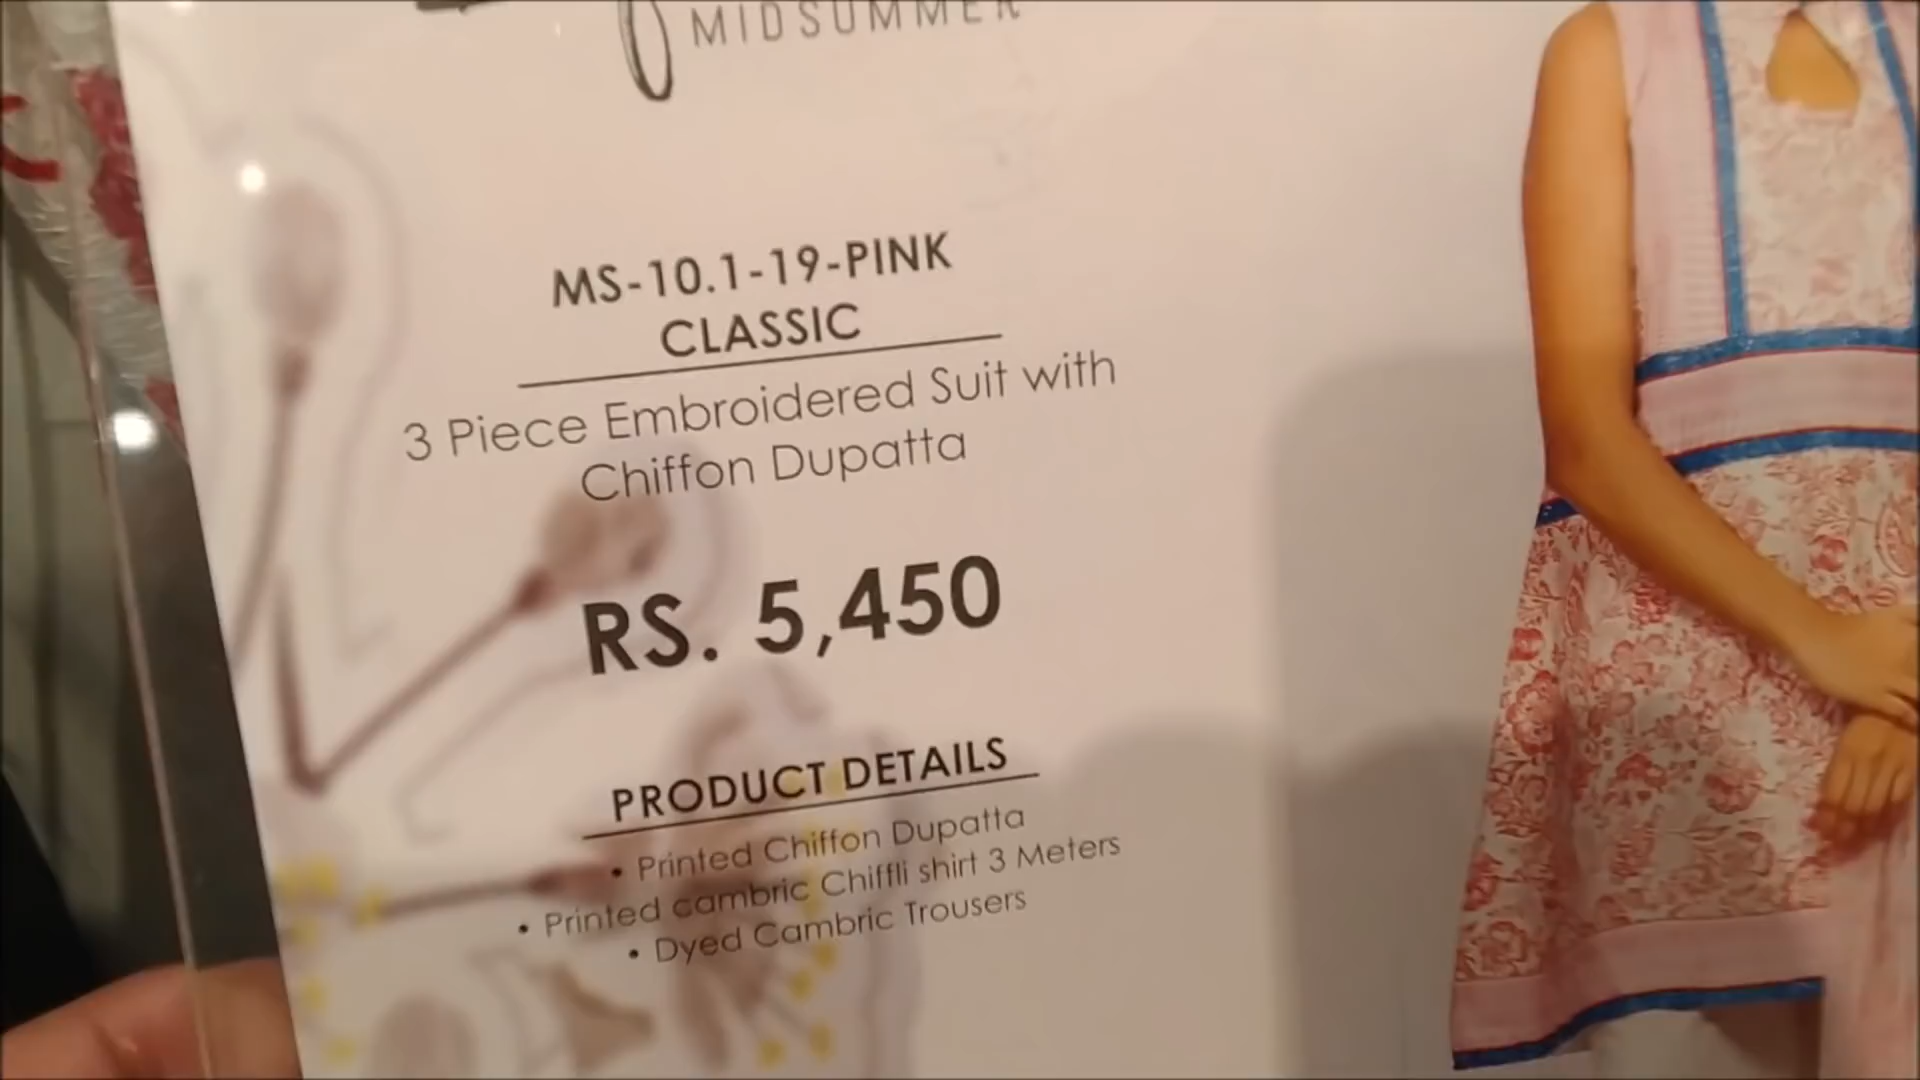 MIDSUMMER
MS-10.1-19-PINK
CLASSIC
3 Piece Embroidered Suit with
Chiffon Dupatta
RS. 5,450
PRODUCT DETAILS
• Printed Chiffon Dupatta
• Printed cambric Chiffli shirt 3 Meters
• Dyed Cambric Trousers